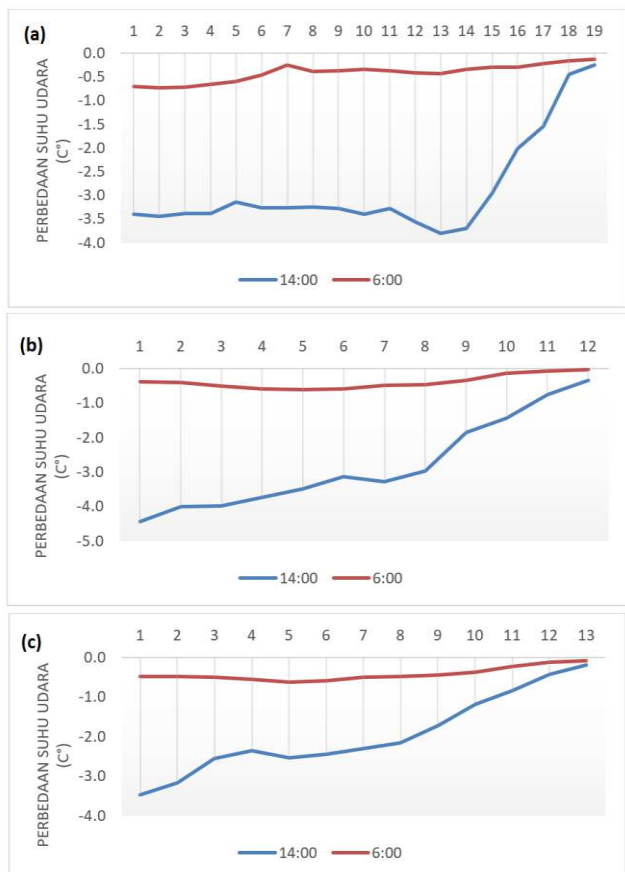 (a)
1 2 3 4 5 6 7 8 9 10 11 12 13 14 15 16 17 18 19
0.0
-0.5
-1.0
-1.5
-2.0
-2.5
-3.0
-3.5
-4.0
PERBEDAAN SUHU UDARA
(C°)
14:00 6:00
(b)
1 2 3 4 5 6 7 8 9 10 11 12
0.0
-1.0
-2.0
-3.0
-4.0
-5.0
PERBEDAAN SUHU UDARA
(C°)
14:00 6:00
(c)
1 2 3 4 5 6 7 8 9 10 11 12 13
0.0
-1.0
-2.0
-3.0
-4.0
PERBEDAAN SUHU UDARA
(C°)
14:00 6:00